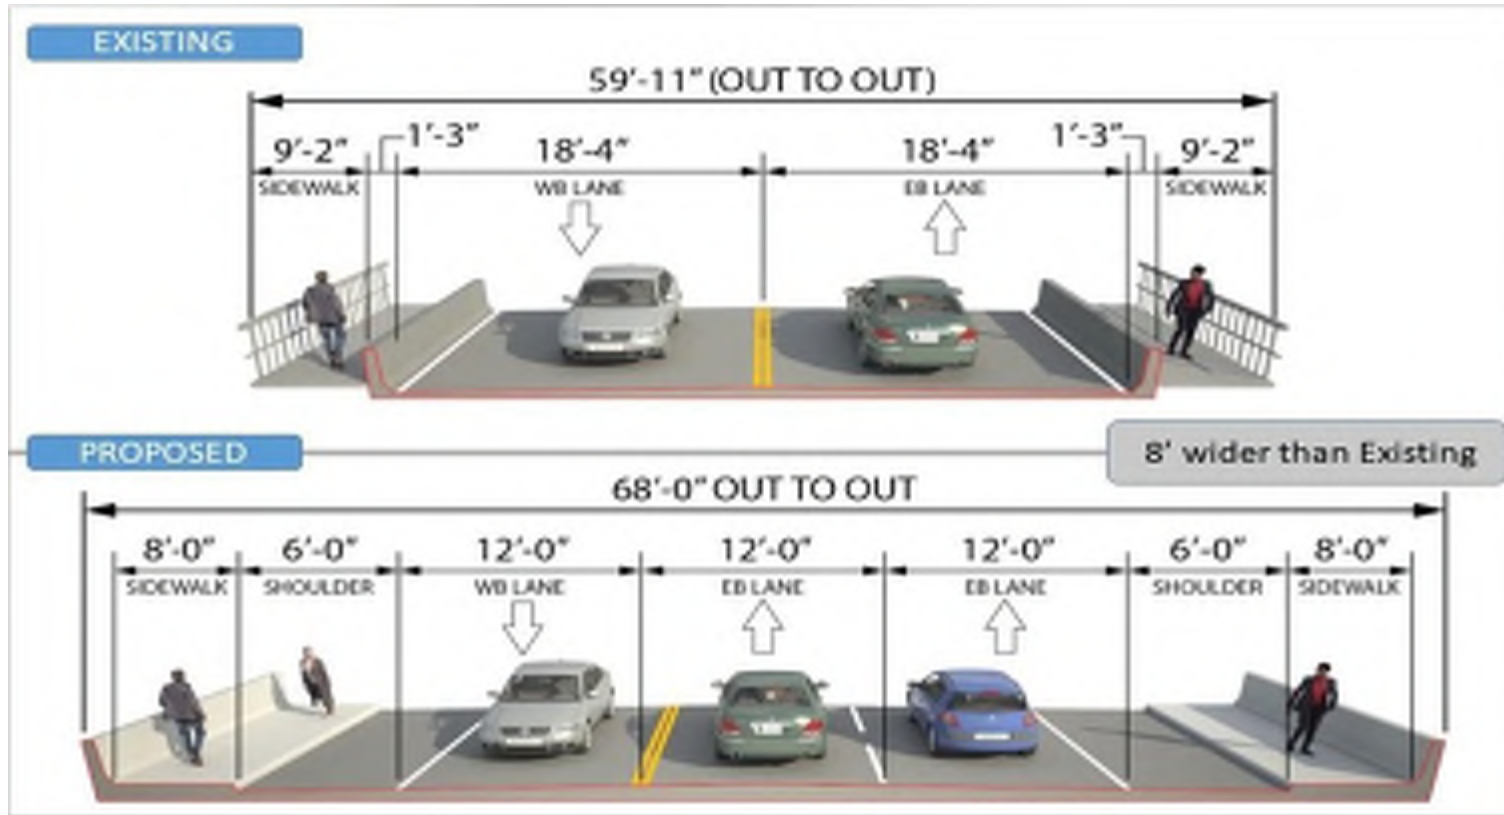 EXISTING
59'-11" (OUT TO OUT)
1'-3" 1'-3"
9'-2" 18'-4" 18'-4" 9'-2"
SIDEWALK WB LANE EB LANE SIDEWALK
PROPOSED
8' wider than Existing
68'-0" OUT TO OUT
8'-0" 6'-0" 12'-0" 12'-0" 12'-0" 6'-0" 8'-0"
SIDEWALK SHOULDER WB LANE EB LANE EB LANE SHOULDER SIDEWALK